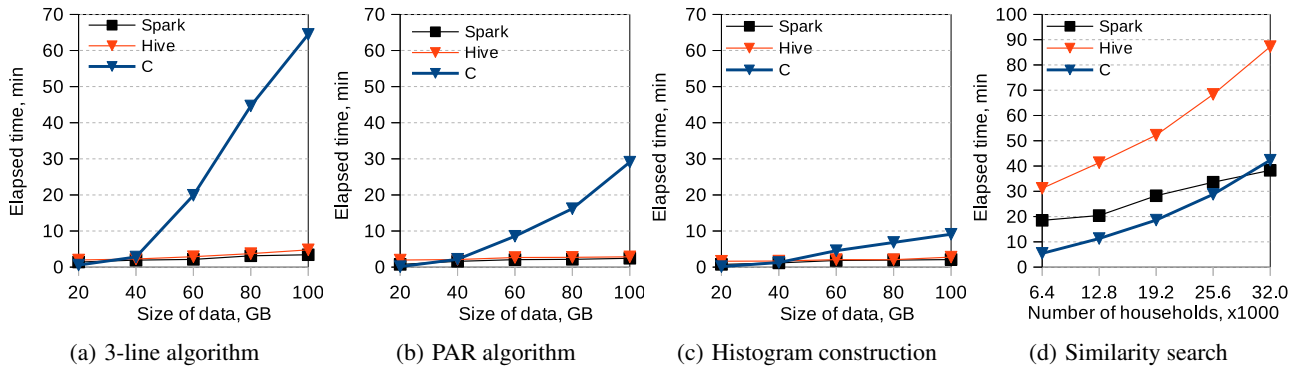 70
60
50
40
30
20
10
0
Elapsed time, min
Spark
Hive
C
20 40 60 80 100
Size of data, GB
(a) 3-line algorithm
70
60
50
40
30
20
10
0
Elapsed time, min
Spark
Hive
C
20 40 60 80 100
Size of data, GB
(b) PAR algorithm
70
60
50
40
30
20
10
0
Elapsed time, min
Spark
Hive
C
20 40 60 80 100
Size of data, GB
(c) Histogram construction
100
90
80
70
60
50
40
30
20
10
0
Elapsed time, min
Spark
Hive
C
6.4 12.8 19.2 25.6 32.0
Number of households, x1000
(d) Similarity search